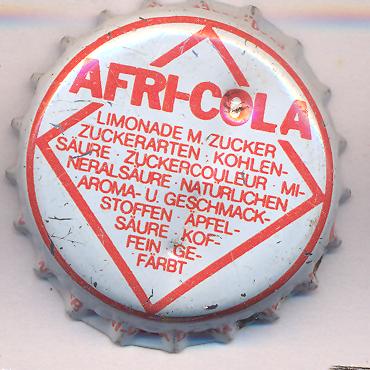 AFRI-COLA
LIMONADE M. ZUCKER
ZUCKERARTEN · KOHLEN-
SÄURE · ZUCKERCOULEUR · MI-
NERALSÄURE · NATÜRLICHEN
AROMA- U. GESCHMACK-
STOFFEN · ÄPFEL-
SÄURE · KOF-
FEIN · GE-
FÄRBT